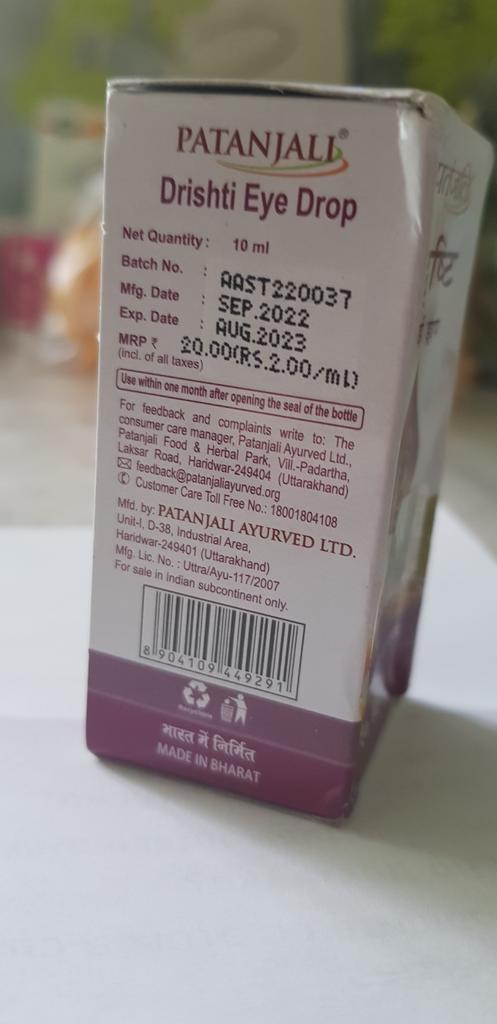 PATANJALI®
Drishti Eye Drop
Net Quantity : 10 ml
Batch No. : AAST220037
Mfg. Date : SEP.2022
Exp. Date : AUG.2023
MRP ₹ 20.00(RS.2.00/ml)
(incl. of all taxes)
Use within one month after opening the seal of the bottle
For feedback and complaints write to: The
consumer care manager, Patanjali Ayurved Ltd.,
Patanjali Food & Herbal Park, Vill.-Padartha,
Laksar Road, Haridwar-249404 (Uttarakhand)
feedback@patanjaliayurved.org
Customer Care Toll Free No.: 18001804108
Mfd. by: PATANJALI AYURVED LTD.
Unit-I, D-38, Industrial Area,
Haridwar-249401 (Uttarakhand)
Mfg. Lic. No. : Uttra/Ayu-117/2007
For sale in Indian subcontinent only.
8 904109 449291
Recyclable
भारत में निर्मित
MADE IN BHARAT